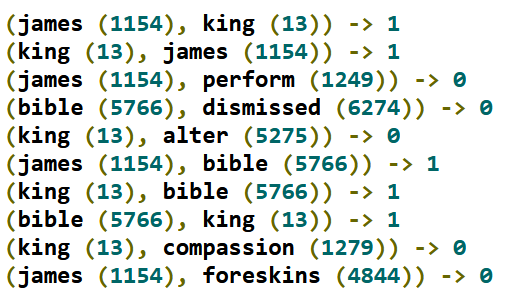 (james (1154), king (13)) -> 1
(king (13), james (1154)) -> 1
(james (1154), perform (1249)) -> 0
(bible (5766), dismissed (6274)) -> 0
(king (13), alter (5275)) -> 0
(james (1154), bible (5766)) -> 1
(king (13), bible (5766)) -> 1
(bible (5766), king (13)) -> 1
(king (13), compassion (1279)) -> 0
(james (1154), foreskins (4844)) -> 0